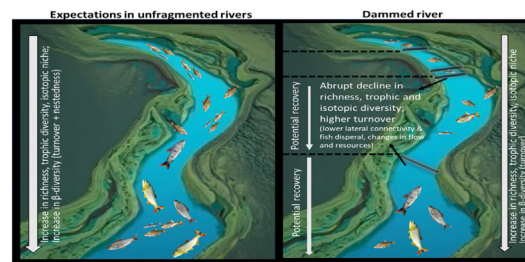 Expectations in unfragmented rivers
Increase in richness, trophic diversity, isotopic niche;
Increase in β-diversity (turnover + nestedness)
Dammed river
Potential recovery
Potential recovery
Abrupt decline in
richness, trophic and
isotopic diversity;
higher turnover
(lower lateral connectivity &
fish disperal, changes in flow
and resources)
Increase in richness, trophic diversity, isotopic niche
Increase in β-diversity (turnover)